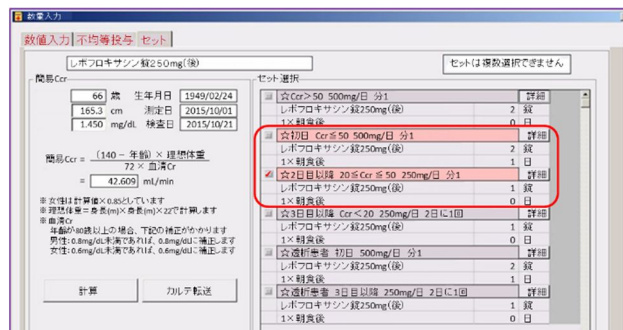 数量入力
数値入力 不均等投与 セット
レボフロキサシン錠250mg(後)
セットは複数選択できません
簡易Ccr
66 歳 生年月日 1949/02/24
165.3 cm 測定日 2015/10/01
1.450 mg/dL 検査日 2015/10/21
簡易Ccr = (140 - 年齢) × 理想体重
72 × 血清Cr
= 42.609 mL/min
※女性は計算値×0.85としています
※理想体重=身長(m)×身長(m)×22で計算します
※血清Cr
年齢が80歳以上の場合、下記の補正がかかります
男性:0.8mg/dL未満であれば、0.8mg/dLに補正します
女性:0.6mg/dL未満であれば、0.6mg/dLに補正します
計算 カルテ転送
セット選択
☆Ccr>50 500mg/日 分1 詳細
レボフロキサシン錠250mg(後) 2 錠
1×朝食後 0 日
☆初日 Ccr≦50 500mg/日 分1 詳細
レボフロキサシン錠250mg(後) 2 錠
1×朝食後 1 日
☆2日目以降 20≦Ccr≦50 250mg/日 分1 詳細
レボフロキサシン錠250mg(後) 1 錠
1×朝食後 0 日
☆3日目以降 Ccr<20 250mg/日 2日に1回 詳細
レボフロキサシン錠250mg(後) 1 錠
1×朝食後 0 日
☆透析患者 初日 500mg/日 分1 詳細
レボフロキサシン錠250mg(後) 2 錠
1×朝食後 1 日
☆透析患者 3日目以降 250mg/日 2日に1回 詳細
レボフロキサシン錠250mg(後) 1 錠
1×朝食後 0 日